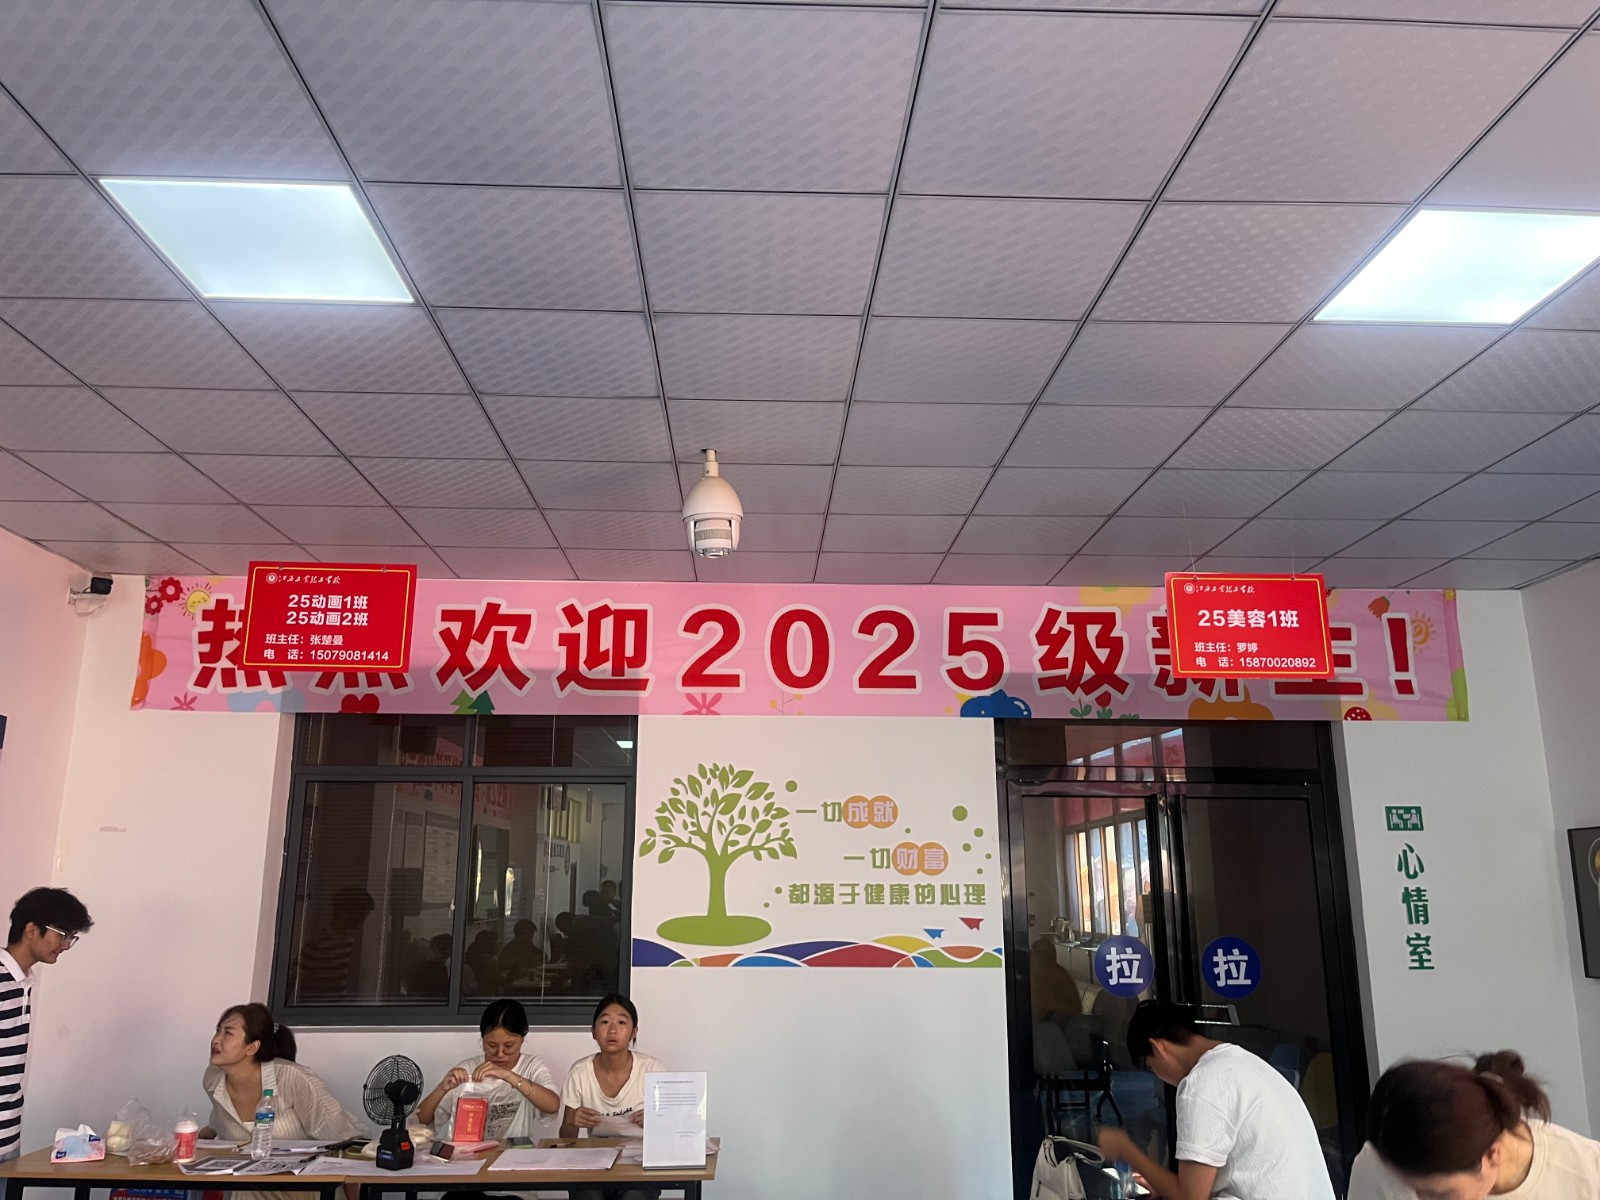 25动画1班
25动画2班
班主任：张楚曼
电　话：15079081414
25美容1班
班主任：罗婷
电　话：15870020892
热烈欢迎2025级新生！
一切成就
一切财富
都源于健康的心理
拉
拉
心情室